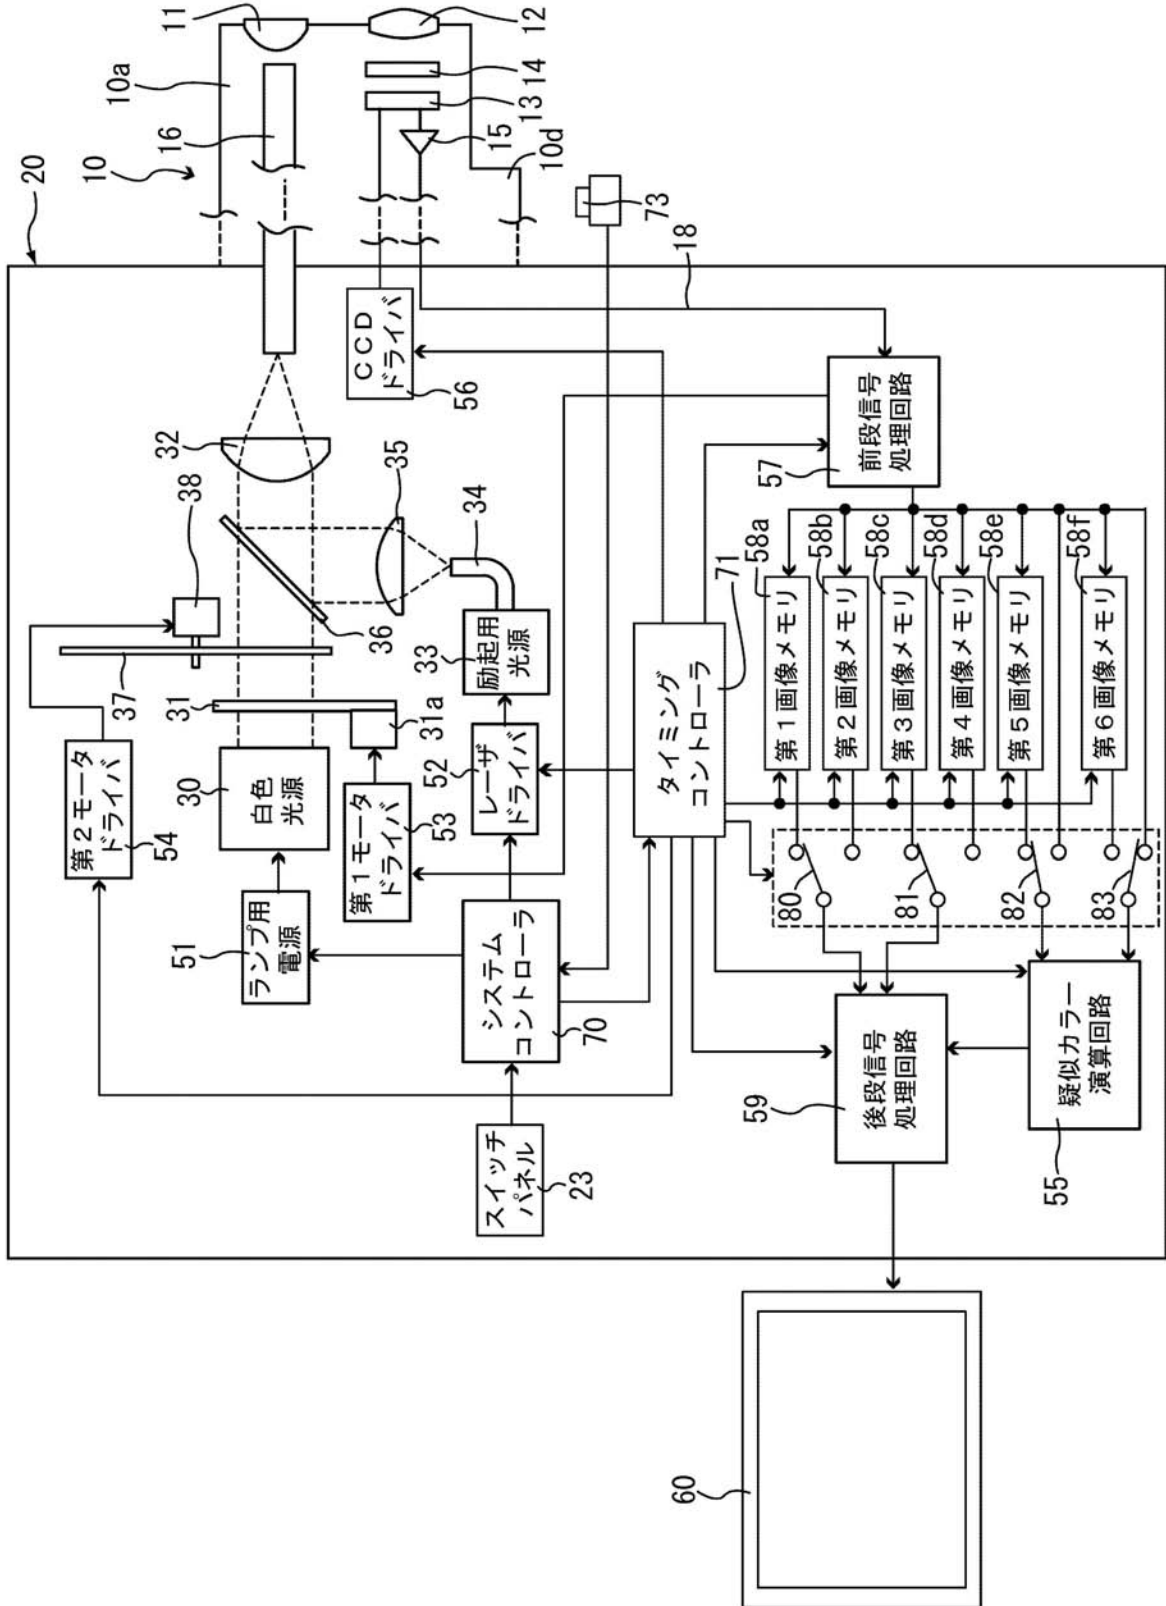 20
10
10a
11
16
12
14
13
15
10d
73
18
32
38
37
36
35
34
31
31a
30
白色
光源
第２モータ
ドライバ
54
ランプ用
電源
51
第１モータ
ドライバ
53
励起用
光源
33
レーザ
ドライバ
52
ＣＣＤ
ドライバ
56
システム
コントローラ
70
スイッチ
パネル
23
タイミング
コントローラ
71
前段信号
処理回路
57
第１画像メモリ
58a
第２画像メモリ
58b
第３画像メモリ
58c
第４画像メモリ
58d
第５画像メモリ
58e
第６画像メモリ
58f
80
81
82
83
後段信号
処理回路
59
疑似カラー
演算回路
55
60